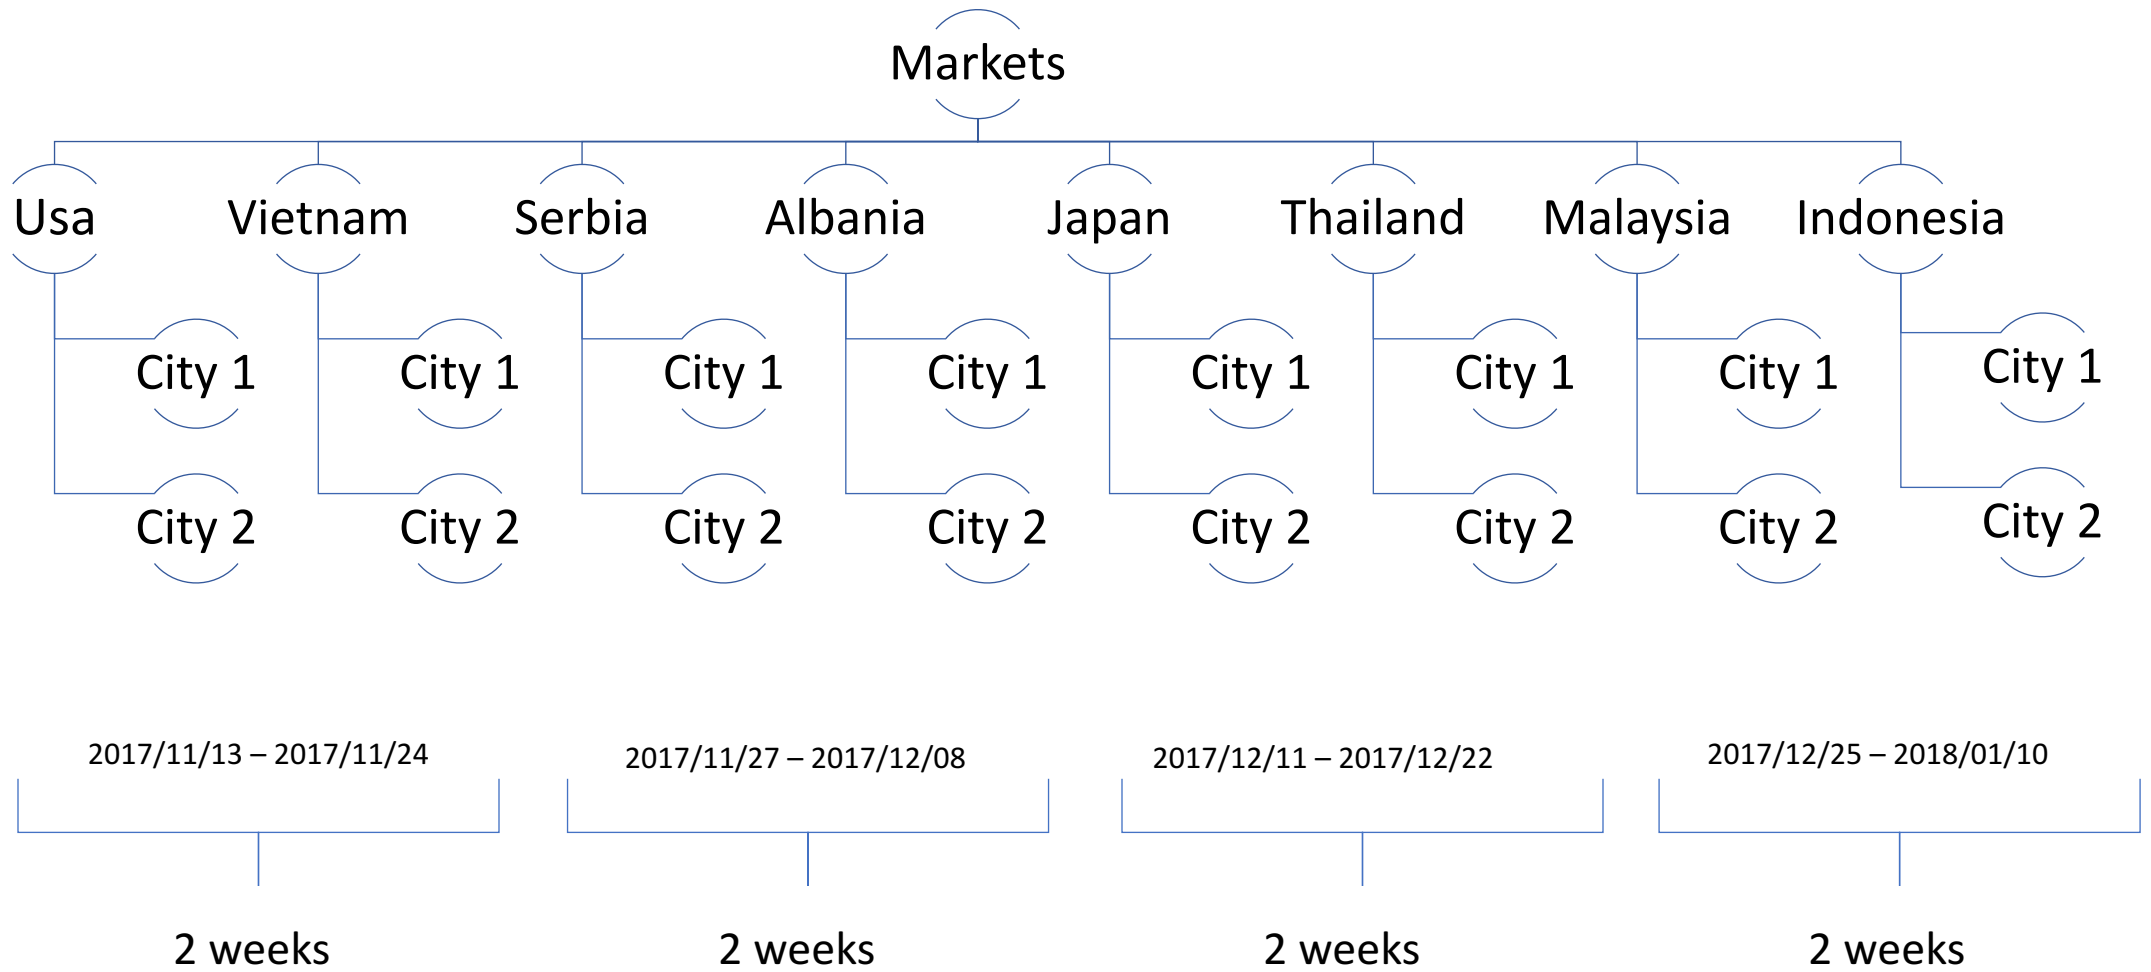 Markets
Usa Vietnam Serbia Albania Japan Thailand Malaysia Indonesia
City 1 City 1 City 1 City 1 City 1 City 1 City 1 City 1
City 2 City 2 City 2 City 2 City 2 City 2 City 2 City 2
2017/11/13 – 2017/11/24 2017/11/27 – 2017/12/08 2017/12/11 – 2017/12/22 2017/12/25 – 2018/01/10
2 weeks 2 weeks 2 weeks 2 weeks